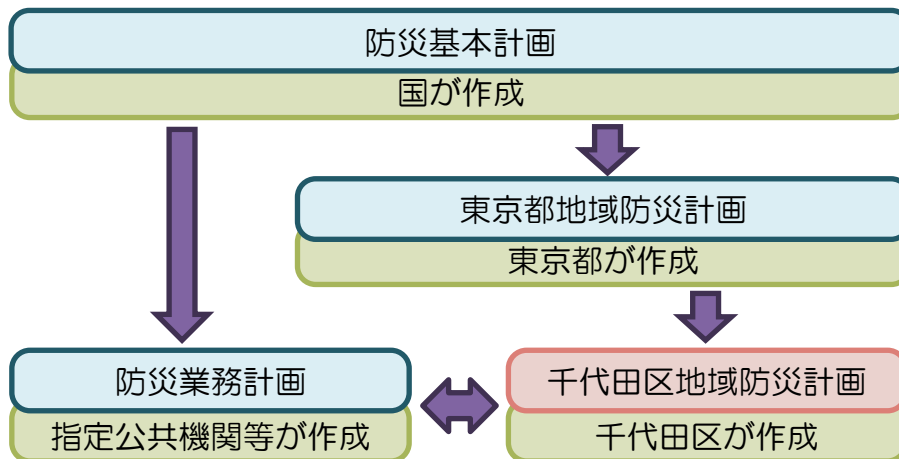 防災基本計画
国が作成
東京都地域防災計画
東京都が作成
防災業務計画
指定公共機関等が作成
千代田区地域防災計画
千代田区が作成